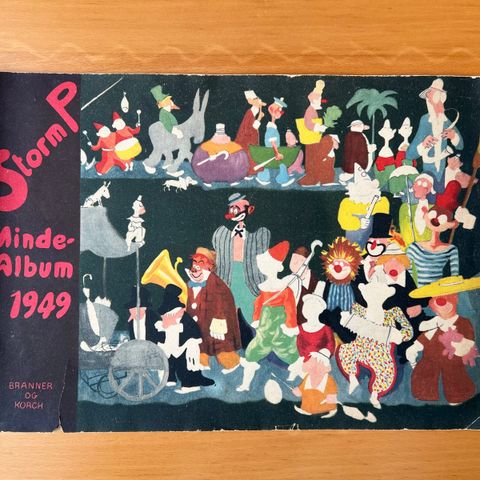 Storm P
Minde-
Album
1949
BRANNER
OG
KORCH